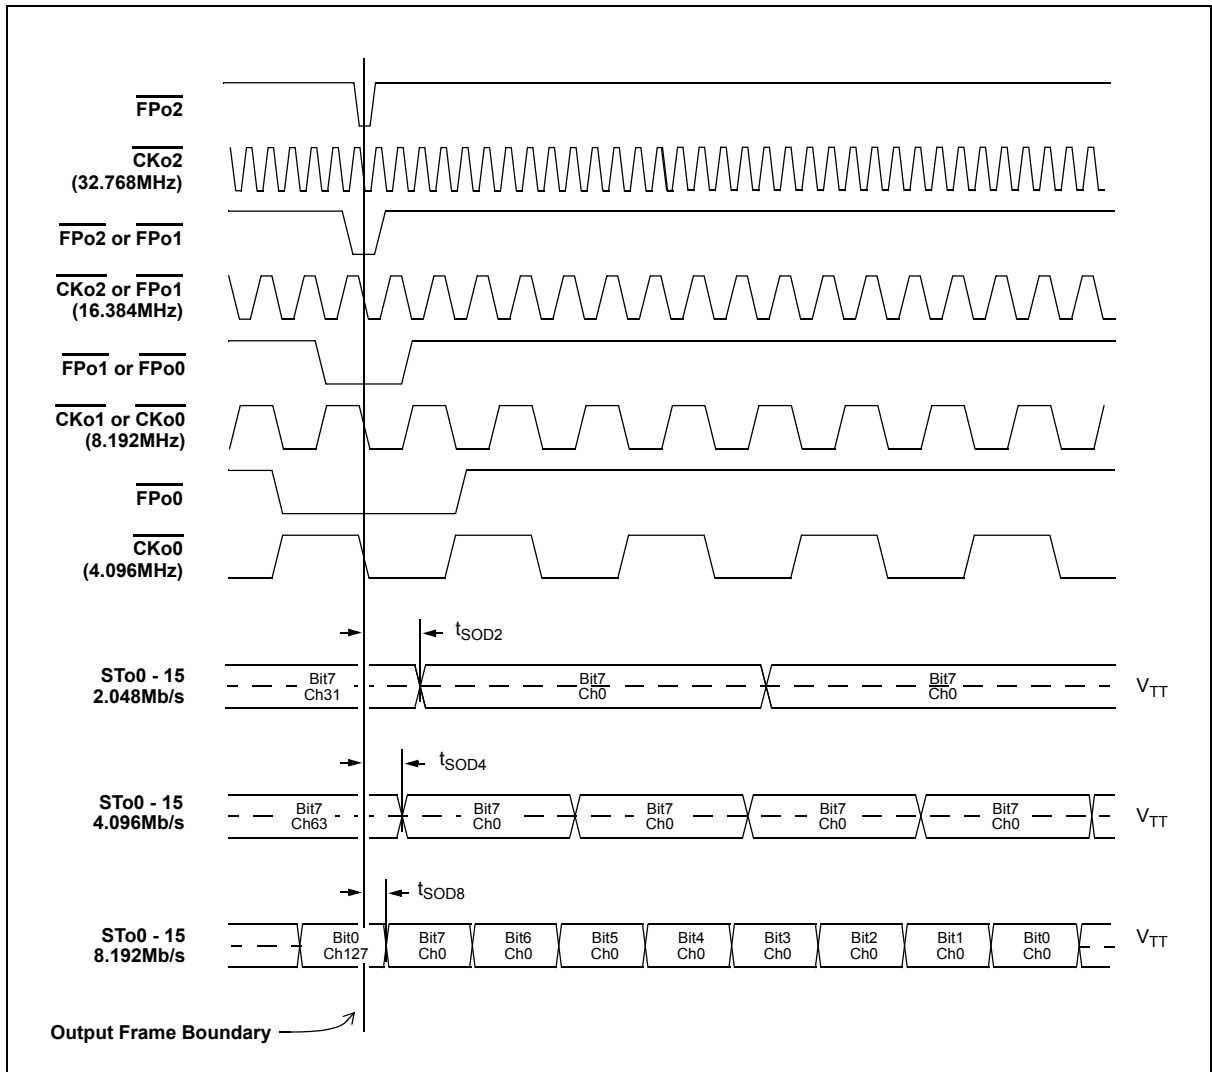 FPo2
CKo2
(32.768MHz)
FPo2 or FPo1
CKo2 or FPo1
(16.384MHz)
FPo1 or FPo0
CKo1 or CKo0
(8.192MHz)
FPo0
CKo0
(4.096MHz)
tSOD2
STo0 - 15
2.048Mb/s
Bit7
Ch31
Bit7
Ch0
Bit7
Ch0
VTT
tSOD4
STo0 - 15
4.096Mb/s
Bit7
Ch63
Bit7
Ch0
Bit7
Ch0
Bit7
Ch0
Bit7
Ch0
VTT
tSOD8
STo0 - 15
8.192Mb/s
Bit0
Ch127
Bit7
Ch0
Bit6
Ch0
Bit5
Ch0
Bit4
Ch0
Bit3
Ch0
Bit2
Ch0
Bit1
Ch0
Bit0
Ch0
VTT
Output Frame Boundary